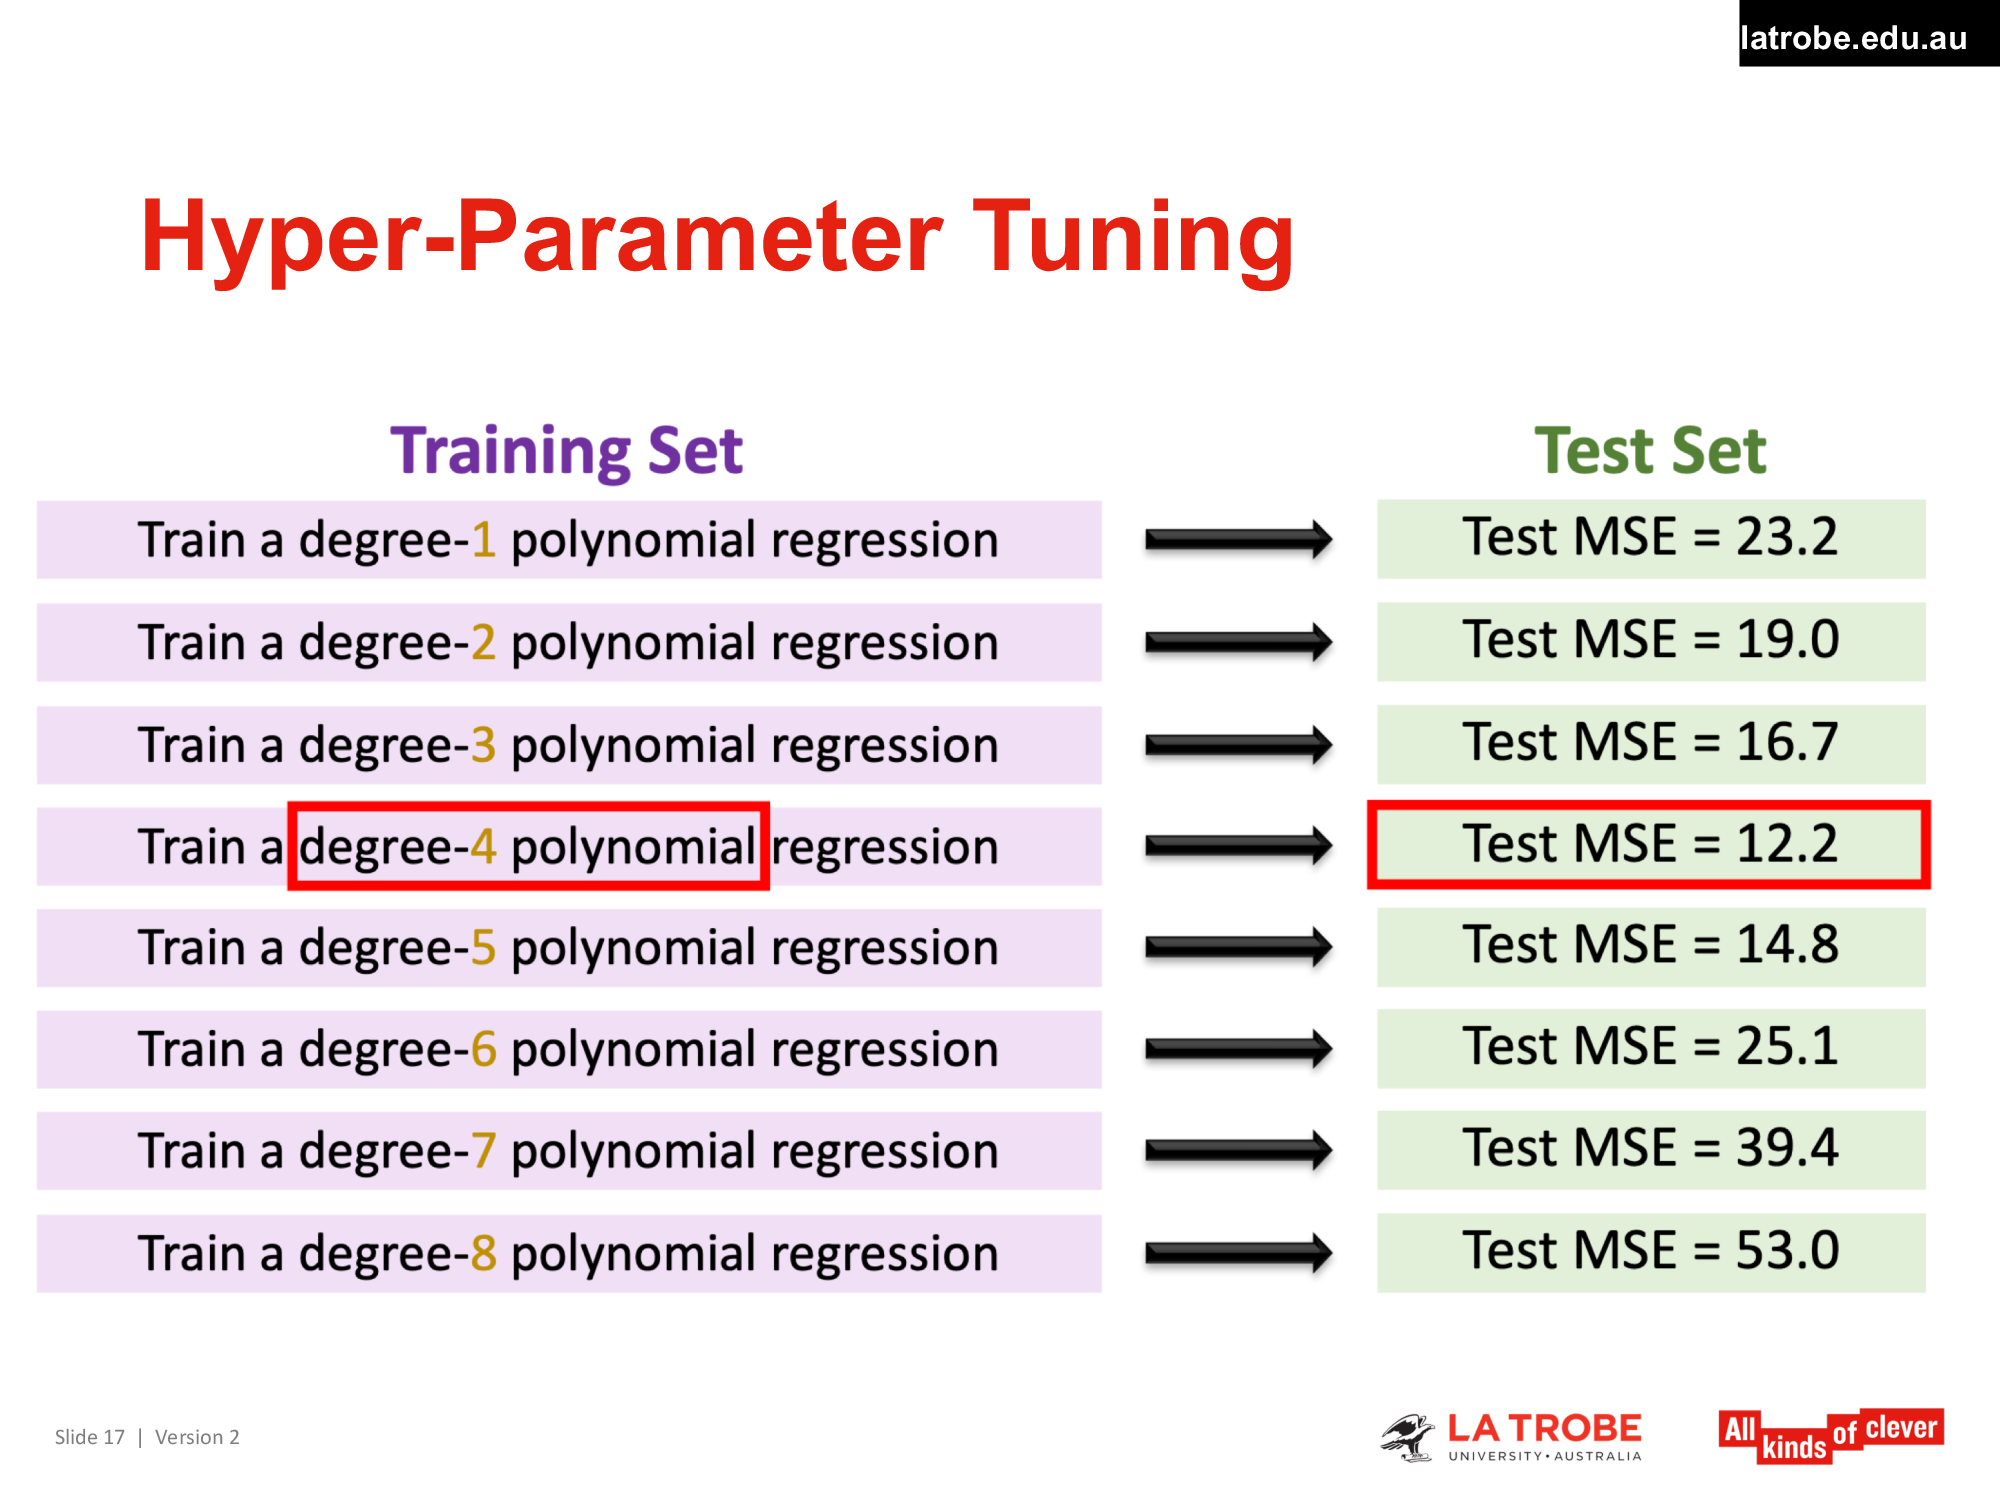 latrobe.edu.au
Hyper-Parameter Tuning
Training Set
Test Set
Train a degree-1 polynomial regression
Test MSE = 23.2
Train a degree-2 polynomial regression
Test MSE = 19.0
Train a degree-3 polynomial regression
Test MSE = 16.7
Train a degree-4 polynomial regression
Test MSE = 12.2
Train a degree-5 polynomial regression
Test MSE = 14.8
Train a degree-6 polynomial regression
Test MSE = 25.1
Train a degree-7 polynomial regression
Test MSE = 39.4
Train a degree-8 polynomial regression
Test MSE = 53.0
Slide 17 | Version 2
LA TROBE
UNIVERSITY • AUSTRALIA
All kinds of clever